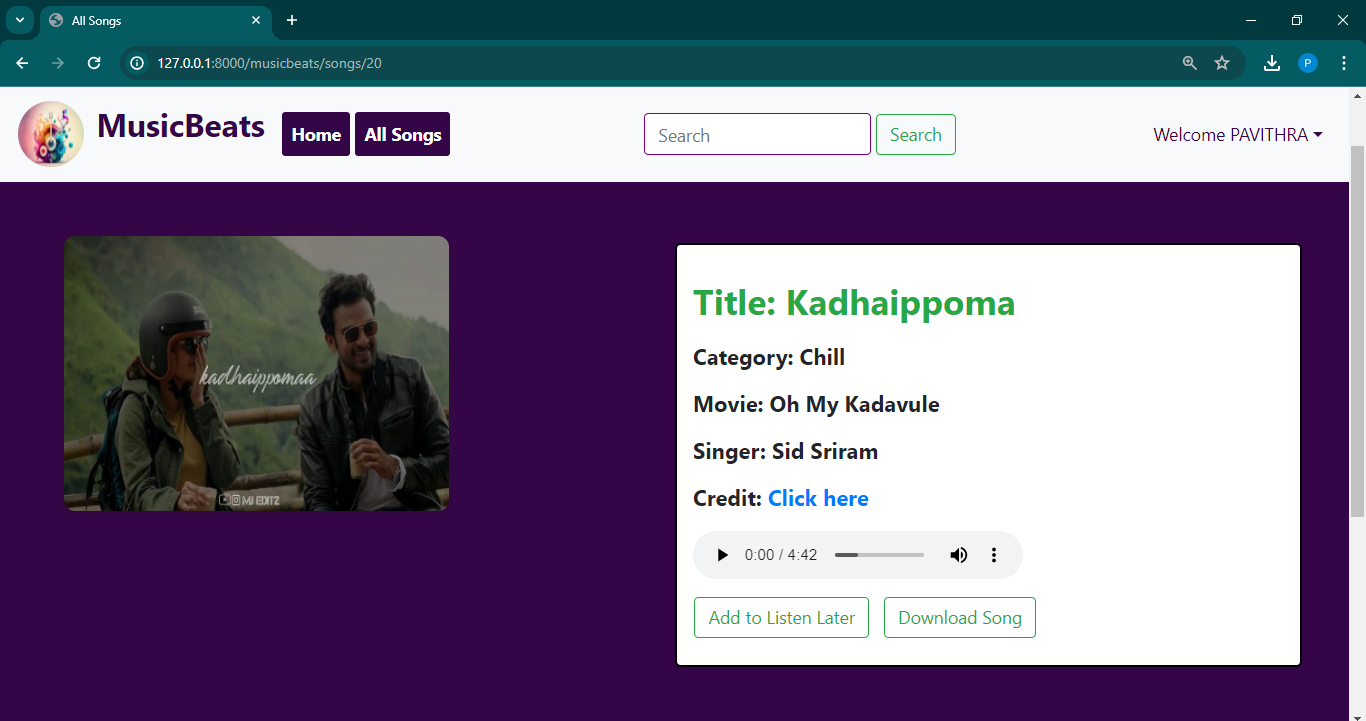 All Songs
127.0.0.1:8000/musicbeats/songs/20
P
MusicBeats
Home
All Songs
Search
Search
Welcome PAVITHRA
kadhaippomaa
MJ EDITZ
Title: Kadhaippoma
Category: Chill
Movie: Oh My Kadavule
Singer: Sid Sriram
Credit: Click here
0:00 / 4:42
Add to Listen Later
Download Song